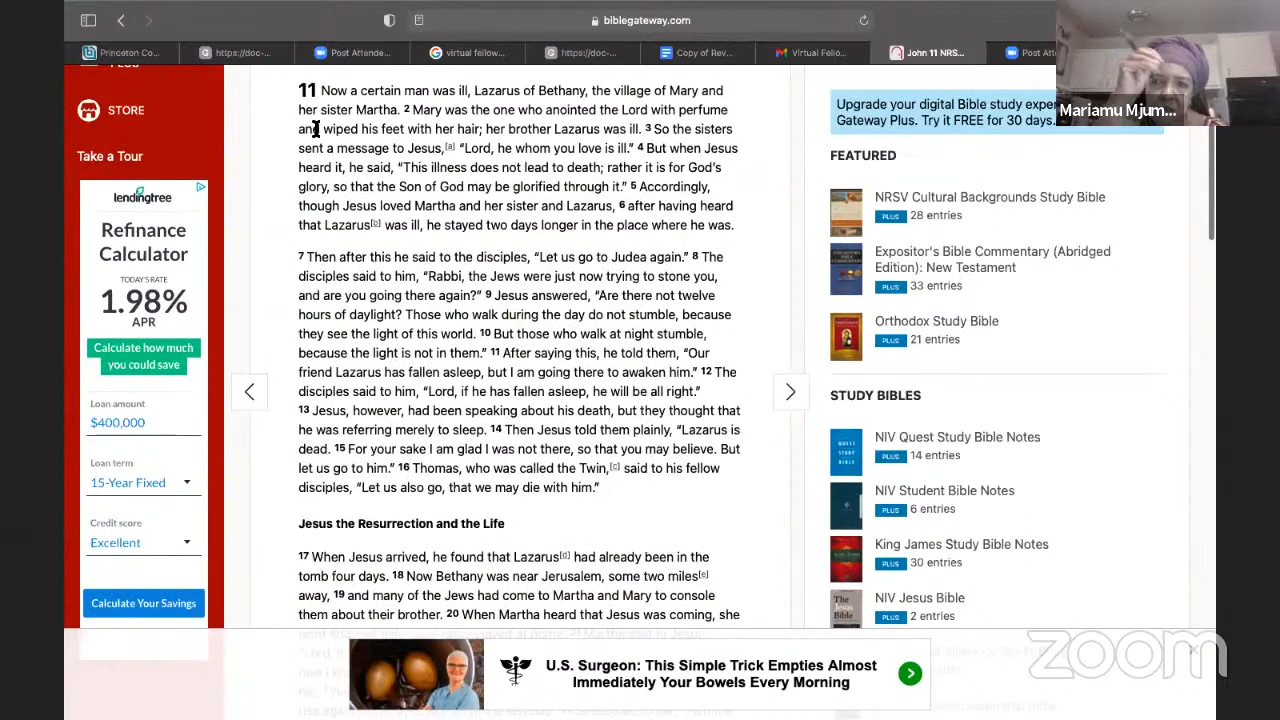 biblegateway.com
Princeton Co...
https://doc-...
Post Attende...
virtual fellow...
https://doc-...
Copy of Rev...
Virtual Fello...
John 11 NRS...
Post Att
Mariamu Mjum...
STORE
Take a Tour
lendingtree
Refinance
Calculator
TODAY'S RATE
1.98%
APR
Calculate how much
you could save
Loan amount
$400,000
Loan term
15-Year Fixed
Credit score
Excellent
Calculate Your Savings
11 Now a certain man was ill, Lazarus of Bethany, the village of Mary and
her sister Martha. 2 Mary was the one who anointed the Lord with perfume
and wiped his feet with her hair; her brother Lazarus was ill. 3 So the sisters
sent a message to Jesus,[a] “Lord, he whom you love is ill.” 4 But when Jesus
heard it, he said, “This illness does not lead to death; rather it is for God’s
glory, so that the Son of God may be glorified through it.” 5 Accordingly,
though Jesus loved Martha and her sister and Lazarus, 6 after having heard
that Lazarus[b] was ill, he stayed two days longer in the place where he was.
7 Then after this he said to the disciples, “Let us go to Judea again.” 8 The
disciples said to him, “Rabbi, the Jews were just now trying to stone you,
and are you going there again?” 9 Jesus answered, “Are there not twelve
hours of daylight? Those who walk during the day do not stumble, because
they see the light of this world. 10 But those who walk at night stumble,
because the light is not in them.” 11 After saying this, he told them, “Our
friend Lazarus has fallen asleep, but I am going there to awaken him.” 12 The
disciples said to him, “Lord, if he has fallen asleep, he will be all right.”
13 Jesus, however, had been speaking about his death, but they thought that
he was referring merely to sleep. 14 Then Jesus told them plainly, “Lazarus is
dead. 15 For your sake I am glad I was not there, so that you may believe. But
let us go to him.” 16 Thomas, who was called the Twin,[c] said to his fellow
disciples, “Let us also go, that we may die with him.”
Jesus the Resurrection and the Life
17 When Jesus arrived, he found that Lazarus[d] had already been in the
tomb four days. 18 Now Bethany was near Jerusalem, some two miles[e]
away, 19 and many of the Jews had come to Martha and Mary to console
them about their brother. 20 When Martha heard that Jesus was coming, she
Upgrade your digital Bible study expe
Gateway Plus. Try it FREE for 30 days.
FEATURED
NRSV Cultural Backgrounds Study Bible
PLUS 28 entries
Expositor's Bible Commentary (Abridged
Edition): New Testament
PLUS 33 entries
Orthodox Study Bible
PLUS 21 entries
STUDY BIBLES
NIV Quest Study Bible Notes
PLUS 14 entries
NIV Student Bible Notes
PLUS 6 entries
King James Study Bible Notes
PLUS 30 entries
NIV Jesus Bible
PLUS 2 entries
U.S. Surgeon: This Simple Trick Empties Almost
Immediately Your Bowels Every Morning
zoom